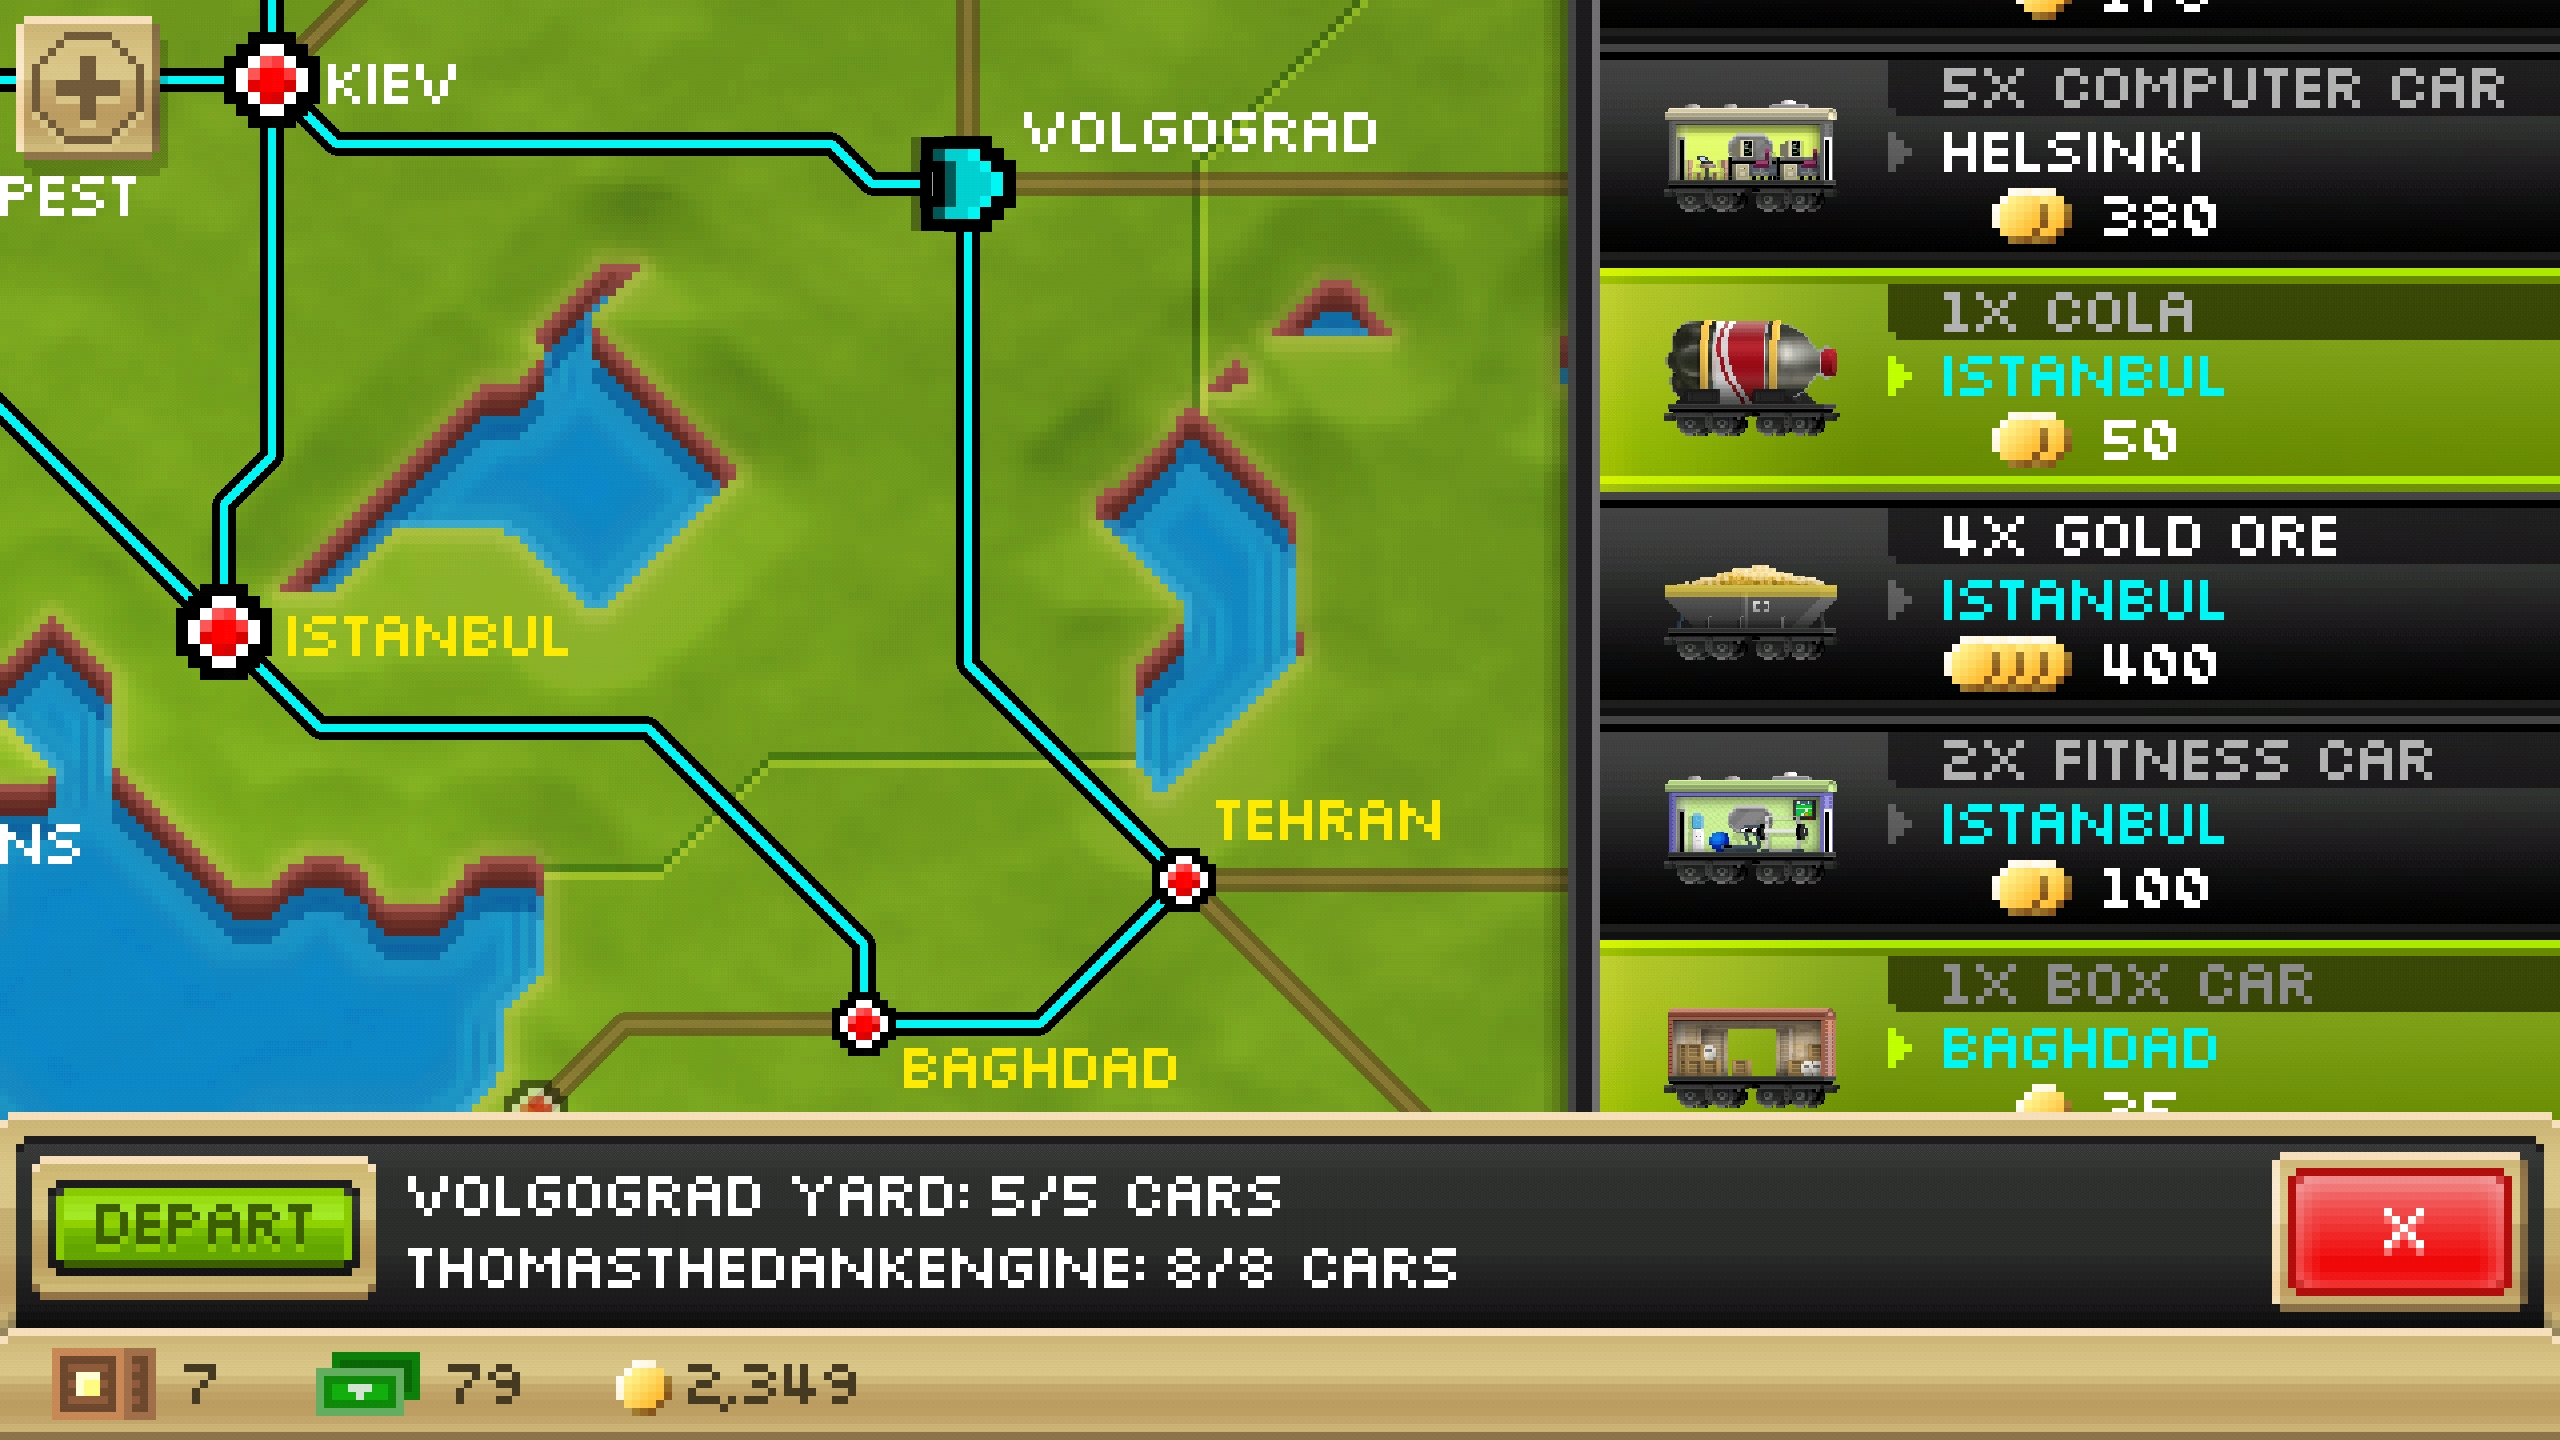 KIEV
VOLGOGRAD
PEST
ISTANBUL
NS
TEHRAN
BAGHDAD
5X COMPUTER CAR
HELSINKI
380
1X COLA
ISTANBUL
50
4X GOLD ORE
ISTANBUL
400
2X FITNESS CAR
ISTANBUL
100
1X BOX CAR
BAGHDAD
DEPART
VOLGOGRAD YARD: 5/5 CARS
THOMASTHEDANKENGINE: 8/8 CARS
X
7
79
2,349